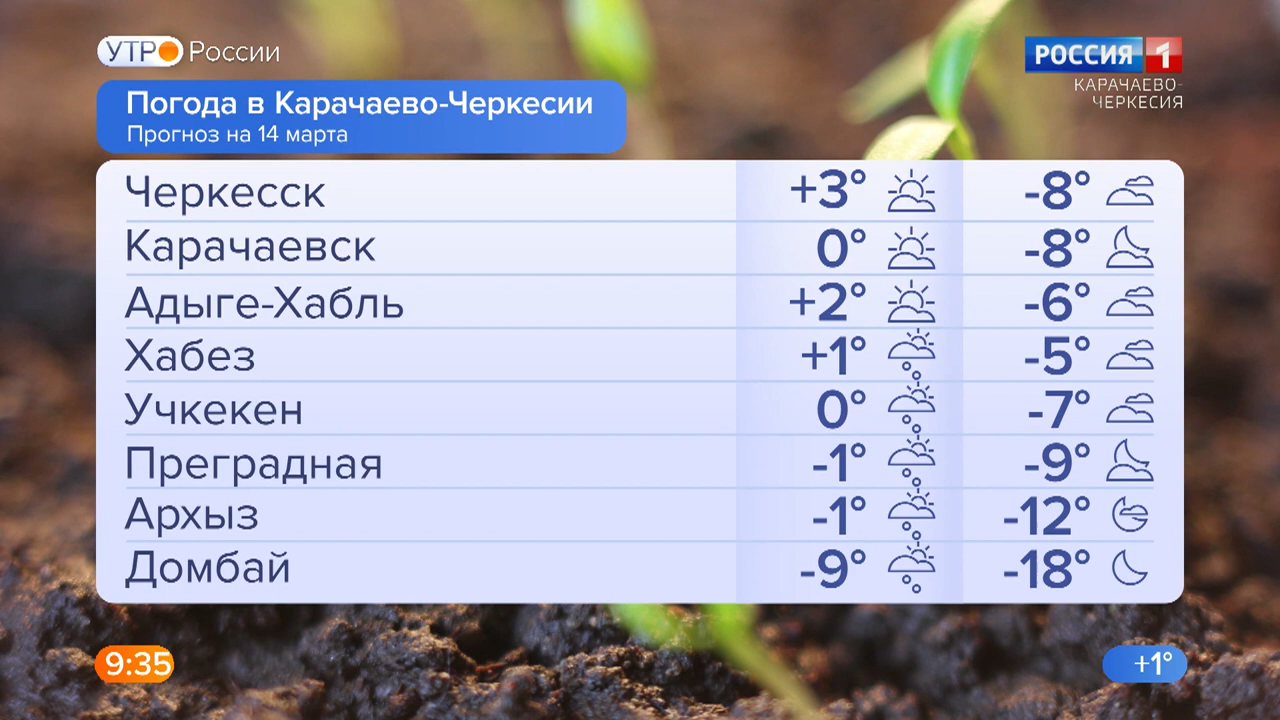 УТРО России
РОССИЯ 1
КАРАЧАЕВО-
ЧЕРКЕСИЯ
Погода в Карачаево-Черкесии
Прогноз на 14 марта
Черкесск +3° -8°
Карачаевск 0° -8°
Адыге-Хабль +2° -6°
Хабез +1° -5°
Учкекен 0° -7°
Преградная -1° -9°
Архыз -1° -12°
Домбай -9° -18°
9:35 +1°